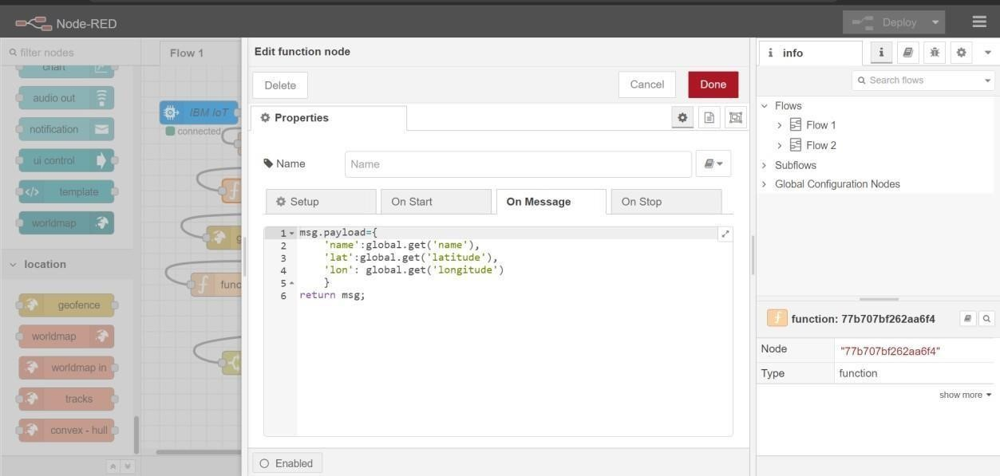 Node-RED
Deploy
filter nodes
chart
audio out
notification
ui control
</> template
worldmap
location
geofence
worldmap
worldmap in
tracks
convex - hull
Flow 1
IBM IoT
connected
g
func
Edit function node
Delete
Cancel
Done
Properties
Name
Name
Setup
On Start
On Message
On Stop
1 msg.payload={
2 'name':global.get('name'),
3 'lat':global.get('latitude'),
4 'lon': global.get('longitude')
5 }
6 return msg;
Enabled
i info
i
Search flows
Flows
Flow 1
Flow 2
Subflows
Global Configuration Nodes
function: 77b707bf262aa6f4
Node "77b707bf262aa6f4"
Type function
show more